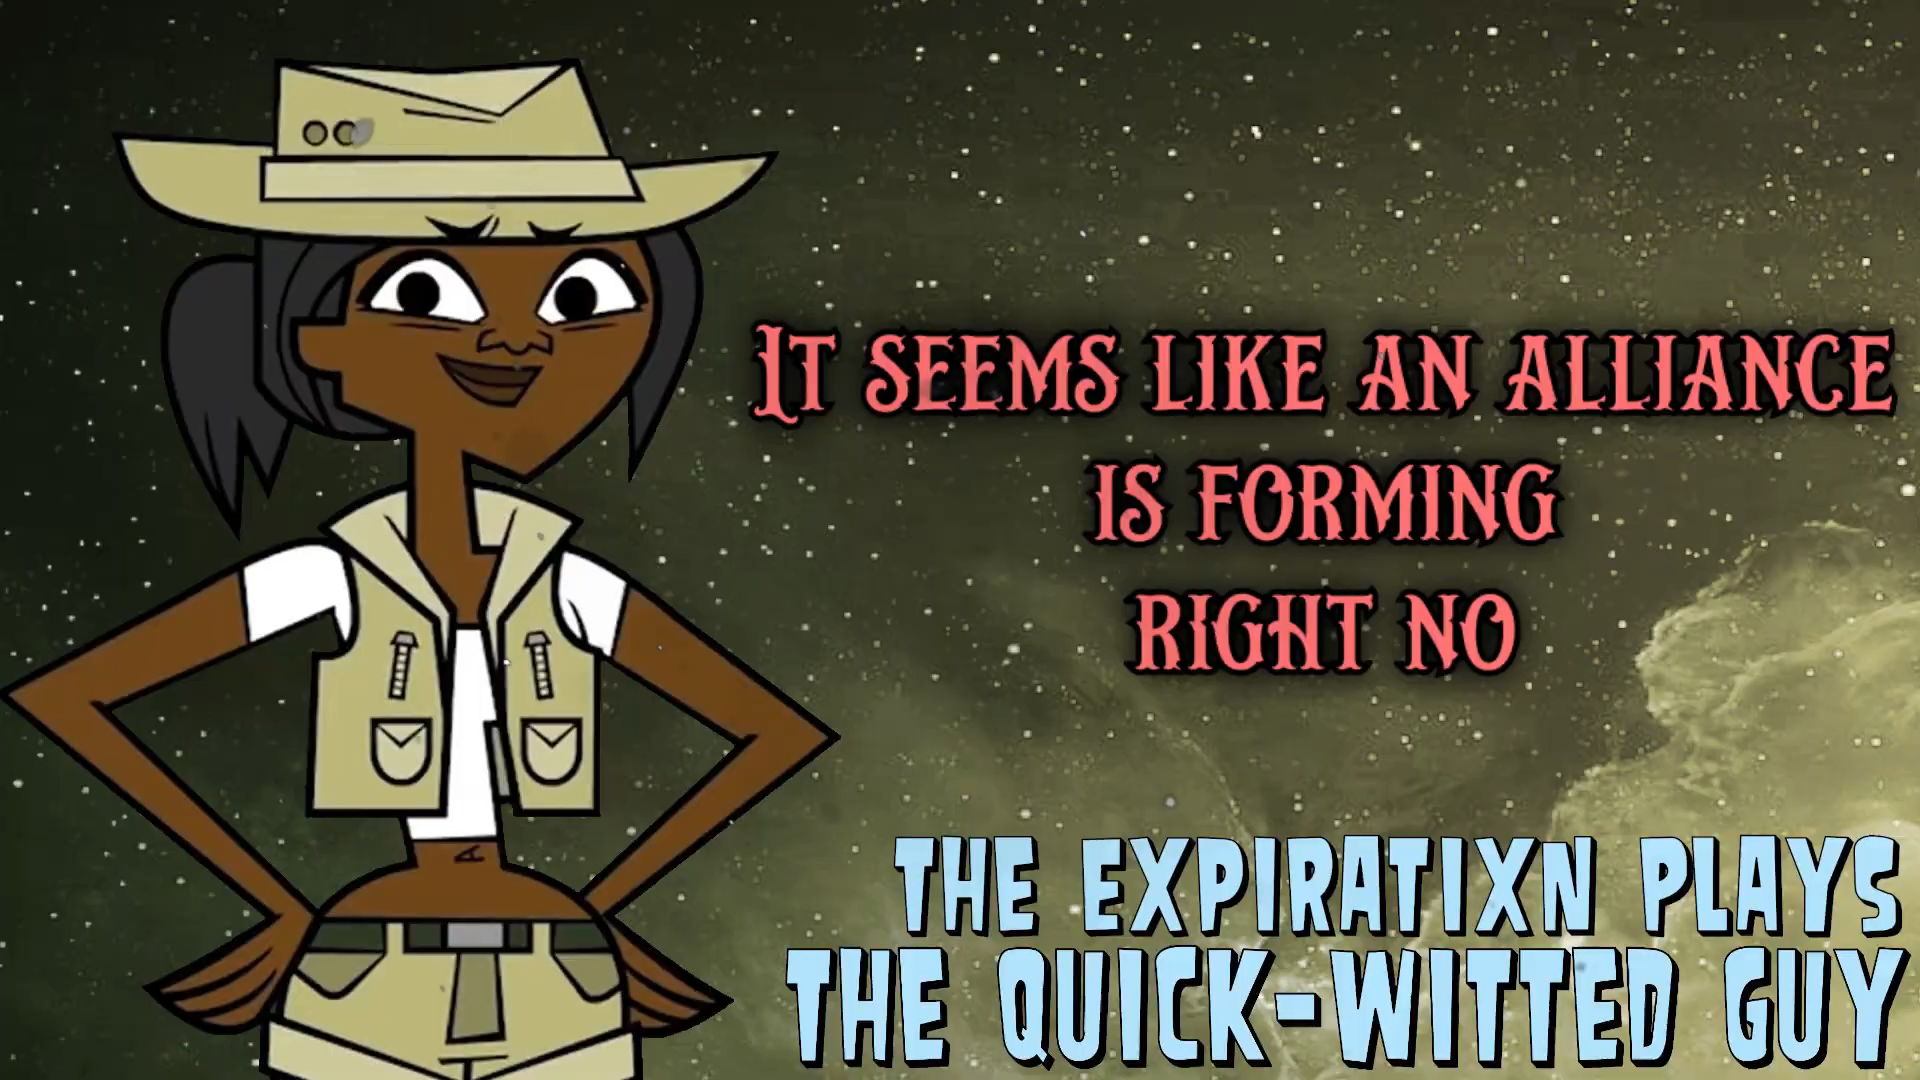 It seems like an alliance
is forming
right no
THE EXPIRATIXN PLAYS
THE QUICK-WITTED GUY